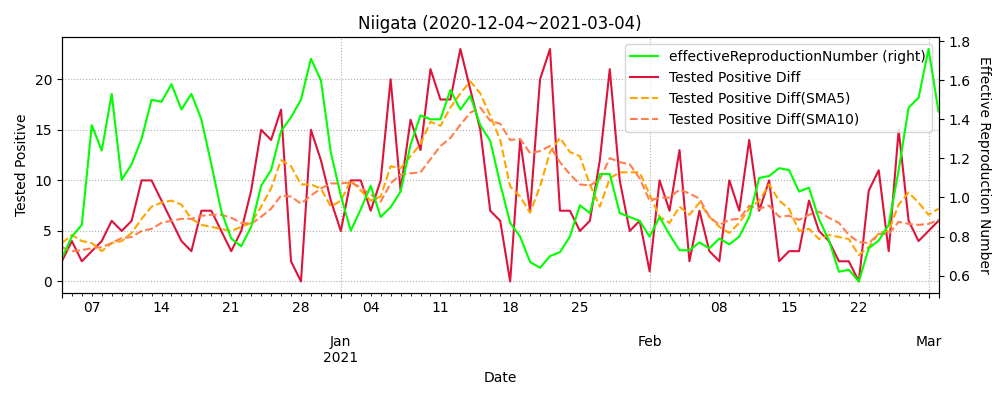 Niigata (2020-12-04~2021-03-04)
effectiveReproductionNumber (right)
Tested Positive Diff
Tested Positive Diff(SMA5)
Tested Positive Diff(SMA10)
Tested Positive
20
15
10
5
0
1.8
1.6
1.4
1.2
1.0
0.8
0.6
Effective Reproduction Number
07 14 21 28 04 11 18 25 08 15 22
Jan Feb Mar
2021
Date